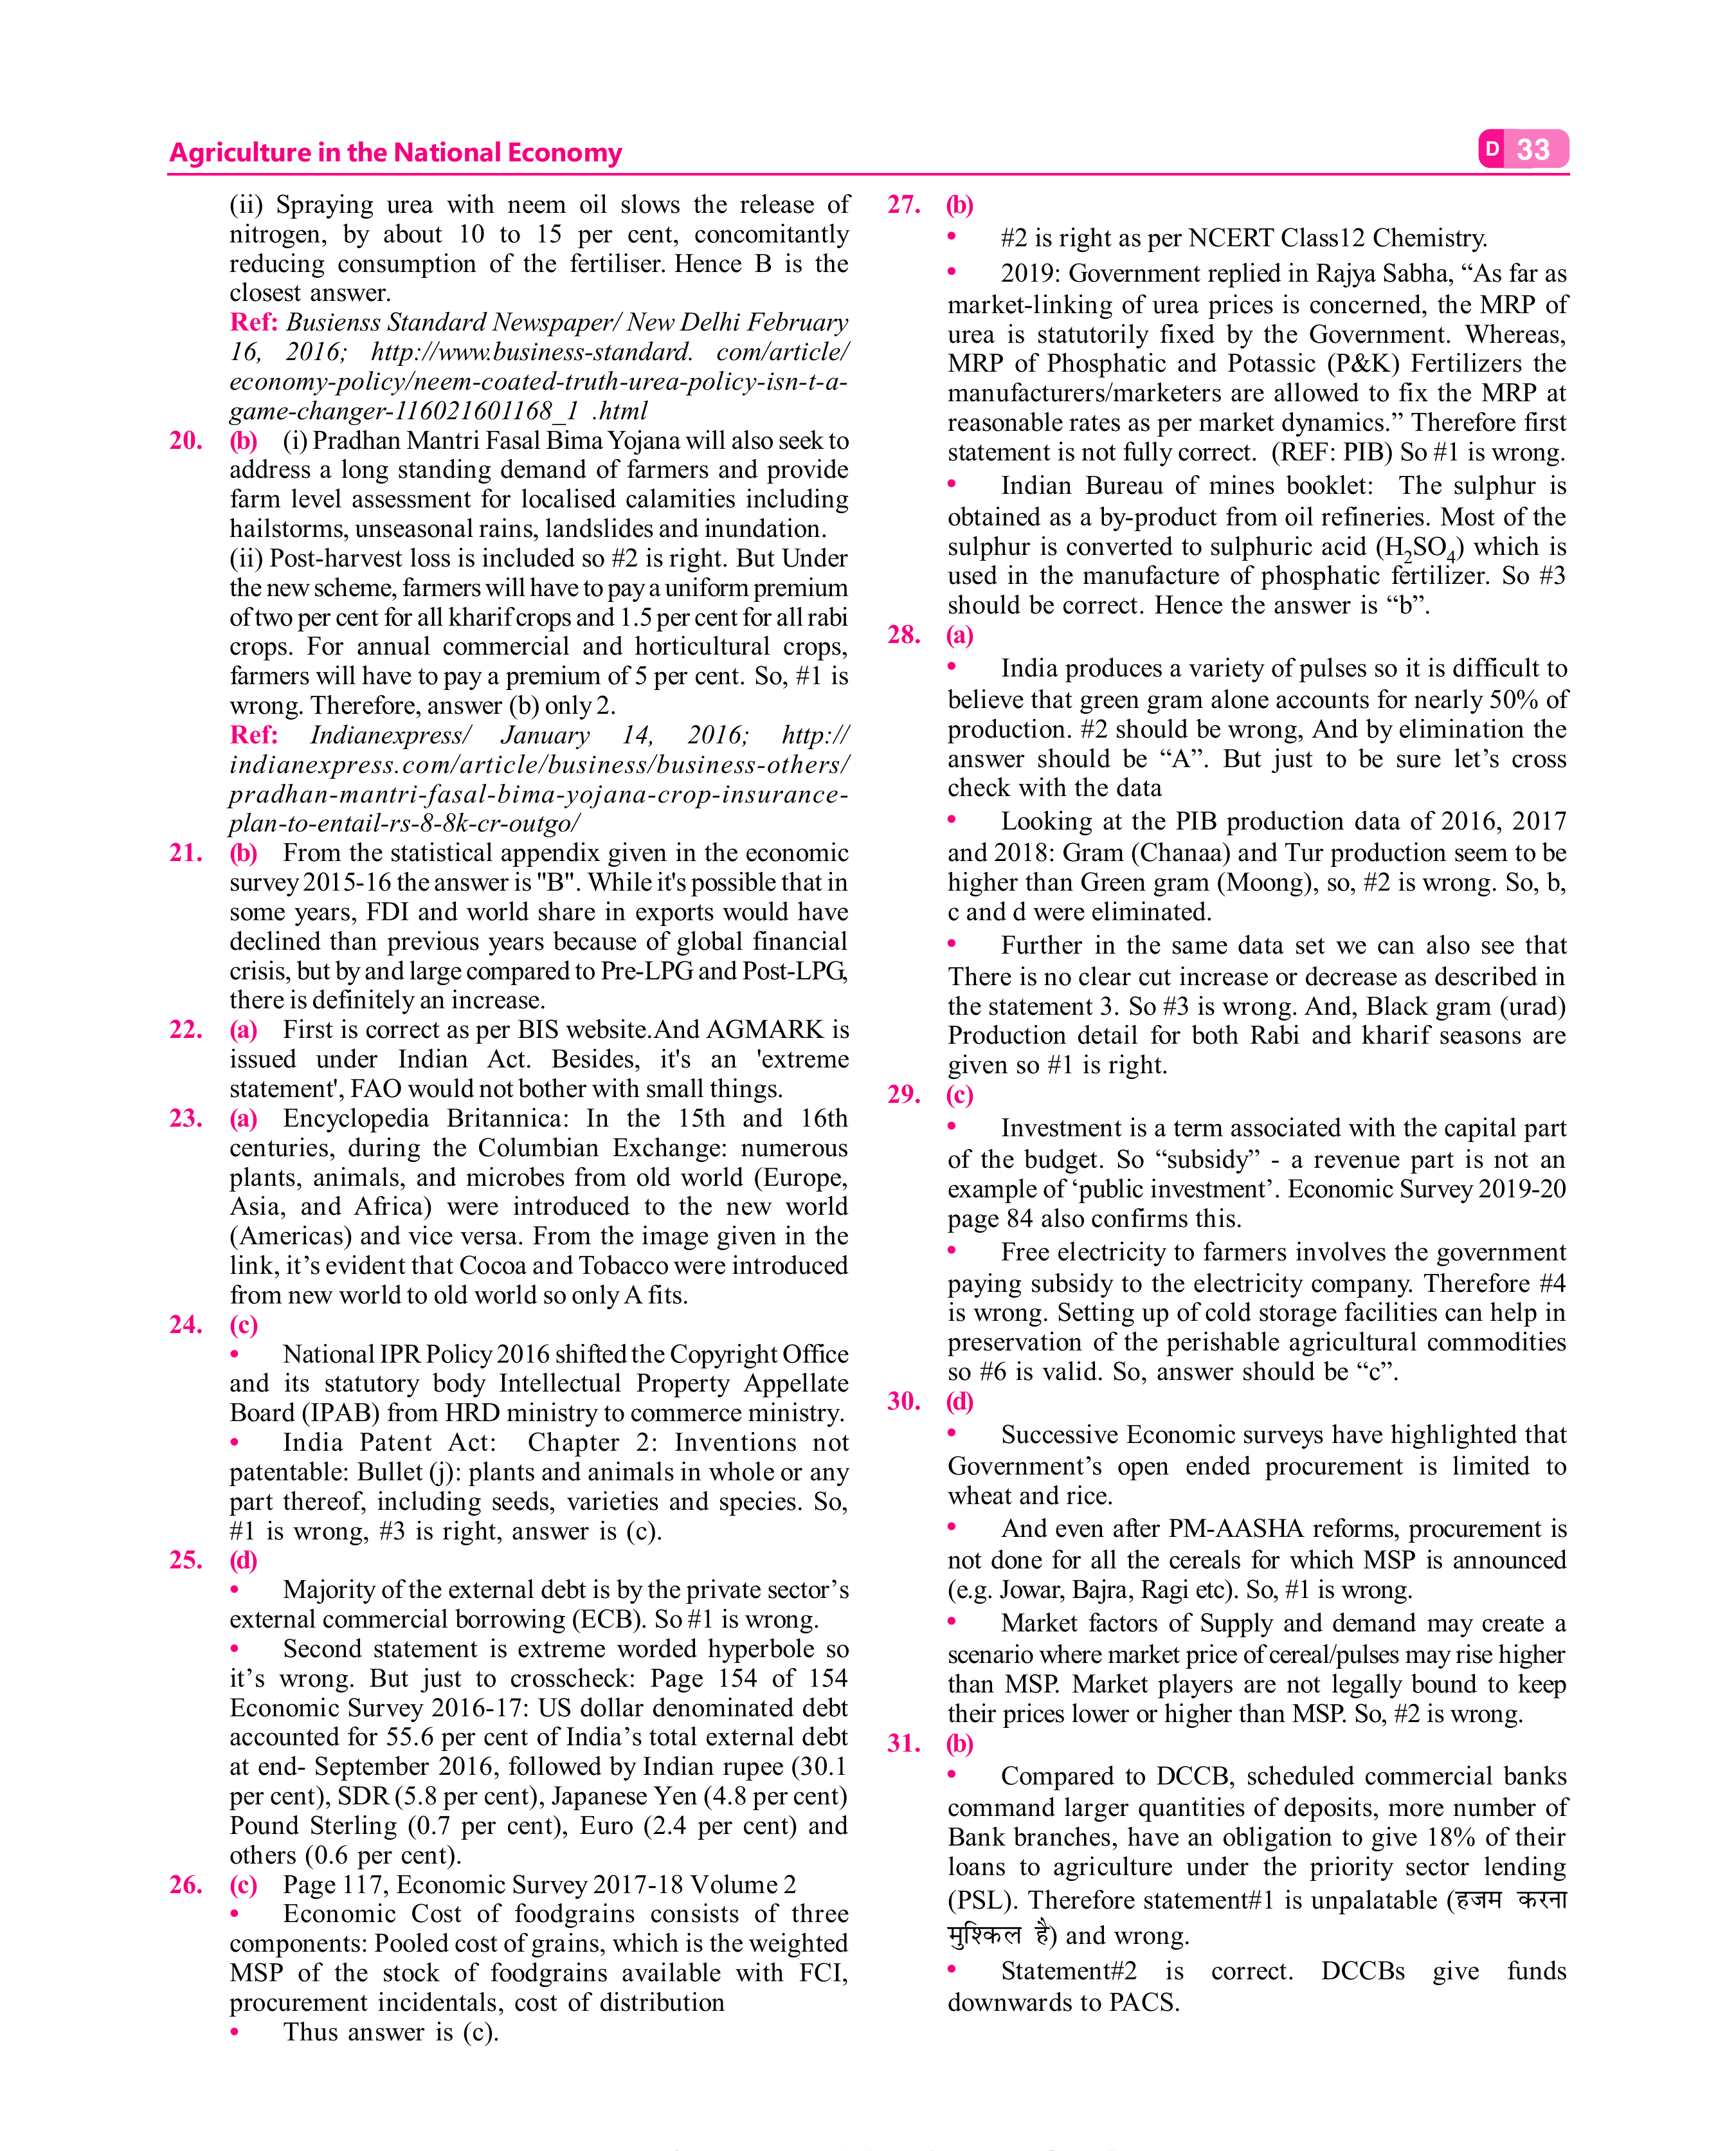 Agriculture in the National Economy
D 33
(ii) Spraying urea with neem oil slows the release of
nitrogen, by about 10 to 15 per cent, concomitantly
reducing consumption of the fertiliser. Hence B is the
closest answer.
Ref: Busienss Standard Newspaper/ New Delhi February
16, 2016; http://www.business-standard. com/article/
economy-policy/neem-coated-truth-urea-policy-isn-t-a-
game-changer-116021601168_1 .html
20. (b) (i) Pradhan Mantri Fasal Bima Yojana will also seek to
address a long standing demand of farmers and provide
farm level assessment for localised calamities including
hailstorms, unseasonal rains, landslides and inundation.
(ii) Post-harvest loss is included so #2 is right. But Under
the new scheme, farmers will have to pay a uniform premium
of two per cent for all kharif crops and 1.5 per cent for all rabi
crops. For annual commercial and horticultural crops,
farmers will have to pay a premium of 5 per cent. So, #1 is
wrong. Therefore, answer (b) only 2.
Ref: Indianexpress/ January 14, 2016; http://
indianexpress.com/article/business/business-others/
pradhan-mantri-fasal-bima-yojana-crop-insurance-
plan-to-entail-rs-8-8k-cr-outgo/
21. (b) From the statistical appendix given in the economic
survey 2015-16 the answer is "B". While it's possible that in
some years, FDI and world share in exports would have
declined than previous years because of global financial
crisis, but by and large compared to Pre-LPG and Post-LPG,
there is definitely an increase.
22. (a) First is correct as per BIS website.And AGMARK is
issued under Indian Act. Besides, it's an 'extreme
statement', FAO would not bother with small things.
23. (a) Encyclopedia Britannica: In the 15th and 16th
centuries, during the Columbian Exchange: numerous
plants, animals, and microbes from old world (Europe,
Asia, and Africa) were introduced to the new world
(Americas) and vice versa. From the image given in the
link, it’s evident that Cocoa and Tobacco were introduced
from new world to old world so only A fits.
24. (c)
• National IPR Policy 2016 shifted the Copyright Office
and its statutory body Intellectual Property Appellate
Board (IPAB) from HRD ministry to commerce ministry.
• India Patent Act: Chapter 2: Inventions not
patentable: Bullet (j): plants and animals in whole or any
part thereof, including seeds, varieties and species. So,
#1 is wrong, #3 is right, answer is (c).
25. (d)
• Majority of the external debt is by the private sector’s
external commercial borrowing (ECB). So #1 is wrong.
• Second statement is extreme worded hyperbole so
it’s wrong. But just to crosscheck: Page 154 of 154
Economic Survey 2016-17: US dollar denominated debt
accounted for 55.6 per cent of India’s total external debt
at end- September 2016, followed by Indian rupee (30.1
per cent), SDR (5.8 per cent), Japanese Yen (4.8 per cent)
Pound Sterling (0.7 per cent), Euro (2.4 per cent) and
others (0.6 per cent).
26. (c) Page 117, Economic Survey 2017-18 Volume 2
• Economic Cost of foodgrains consists of three
components: Pooled cost of grains, which is the weighted
MSP of the stock of foodgrains available with FCI,
procurement incidentals, cost of distribution
• Thus answer is (c).
27. (b)
• #2 is right as per NCERT Class12 Chemistry.
• 2019: Government replied in Rajya Sabha, “As far as
market-linking of urea prices is concerned, the MRP of
urea is statutorily fixed by the Government. Whereas,
MRP of Phosphatic and Potassic (P&K) Fertilizers the
manufacturers/marketers are allowed to fix the MRP at
reasonable rates as per market dynamics.” Therefore first
statement is not fully correct. (REF: PIB) So #1 is wrong.
• Indian Bureau of mines booklet: The sulphur is
obtained as a by-product from oil refineries. Most of the
sulphur is converted to sulphuric acid (H₂SO₄) which is
used in the manufacture of phosphatic fertilizer. So #3
should be correct. Hence the answer is “b”.
28. (a)
• India produces a variety of pulses so it is difficult to
believe that green gram alone accounts for nearly 50% of
production. #2 should be wrong, And by elimination the
answer should be “A”. But just to be sure let’s cross
check with the data
• Looking at the PIB production data of 2016, 2017
and 2018: Gram (Chanaa) and Tur production seem to be
higher than Green gram (Moong), so, #2 is wrong. So, b,
c and d were eliminated.
• Further in the same data set we can also see that
There is no clear cut increase or decrease as described in
the statement 3. So #3 is wrong. And, Black gram (urad)
Production detail for both Rabi and kharif seasons are
given so #1 is right.
29. (c)
• Investment is a term associated with the capital part
of the budget. So “subsidy” - a revenue part is not an
example of ‘public investment’. Economic Survey 2019-20
page 84 also confirms this.
• Free electricity to farmers involves the government
paying subsidy to the electricity company. Therefore #4
is wrong. Setting up of cold storage facilities can help in
preservation of the perishable agricultural commodities
so #6 is valid. So, answer should be “c”.
30. (d)
• Successive Economic surveys have highlighted that
Government’s open ended procurement is limited to
wheat and rice.
• And even after PM-AASHA reforms, procurement is
not done for all the cereals for which MSP is announced
(e.g. Jowar, Bajra, Ragi etc). So, #1 is wrong.
• Market factors of Supply and demand may create a
scenario where market price of cereal/pulses may rise higher
than MSP. Market players are not legally bound to keep
their prices lower or higher than MSP. So, #2 is wrong.
31. (b)
• Compared to DCCB, scheduled commercial banks
command larger quantities of deposits, more number of
Bank branches, have an obligation to give 18% of their
loans to agriculture under the priority sector lending
(PSL). Therefore statement#1 is unpalatable (हजम करना
मुश्किल है) and wrong.
• Statement#2 is correct. DCCBs give funds
downwards to PACS.